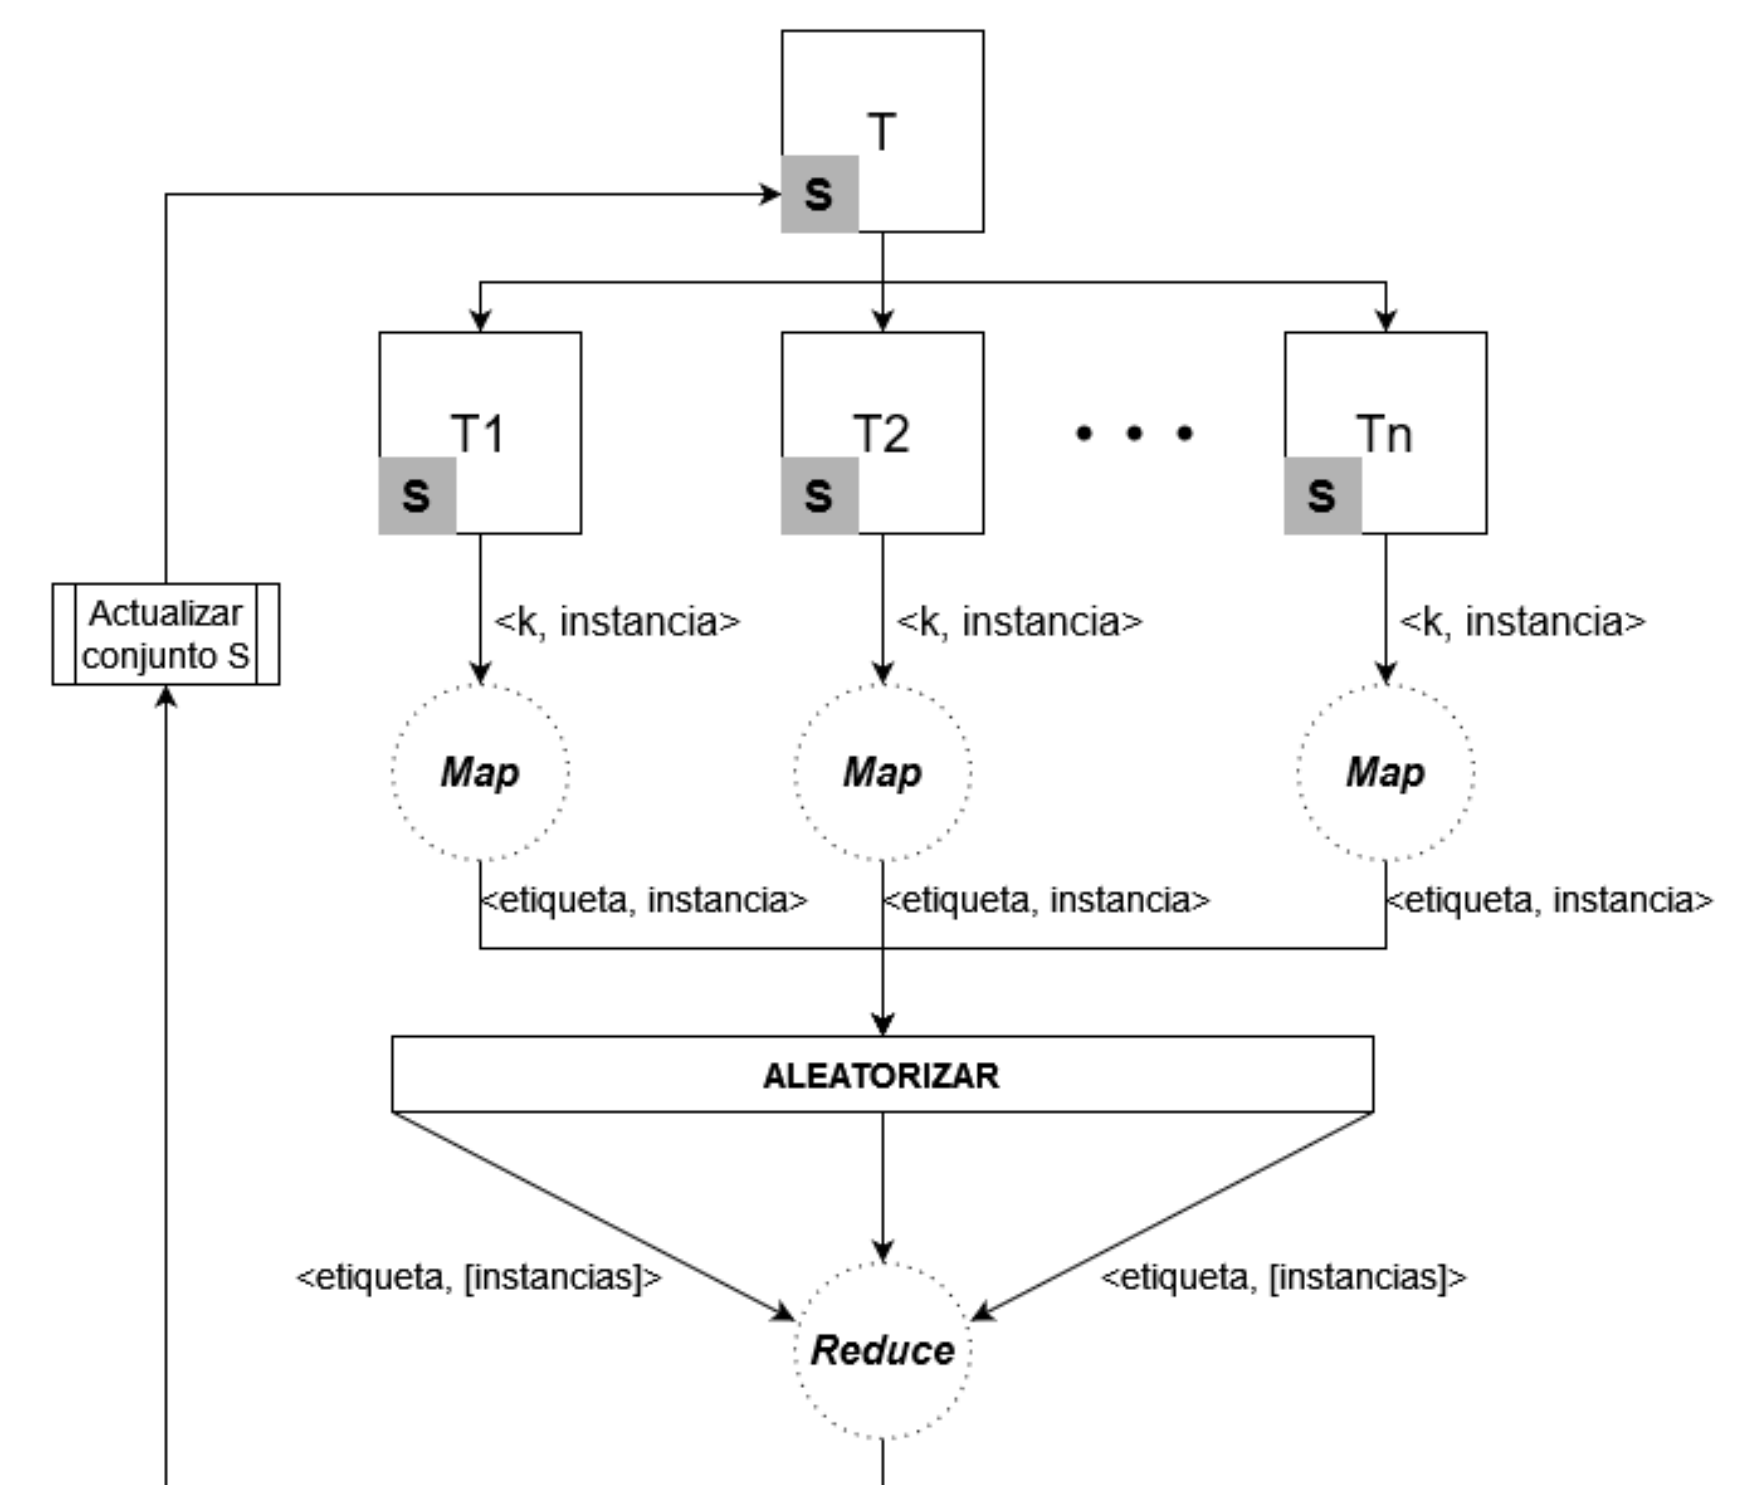 T
S
T1
S
T2
S
Tn
S
Actualizar
conjunto S
<k, instancia>
<k, instancia>
<k, instancia>
Map
Map
Map
<etiqueta, instancia>
<etiqueta, instancia>
<etiqueta, instancia>
ALEATORIZAR
<etiqueta, [instancias]>
<etiqueta, [instancias]>
Reduce